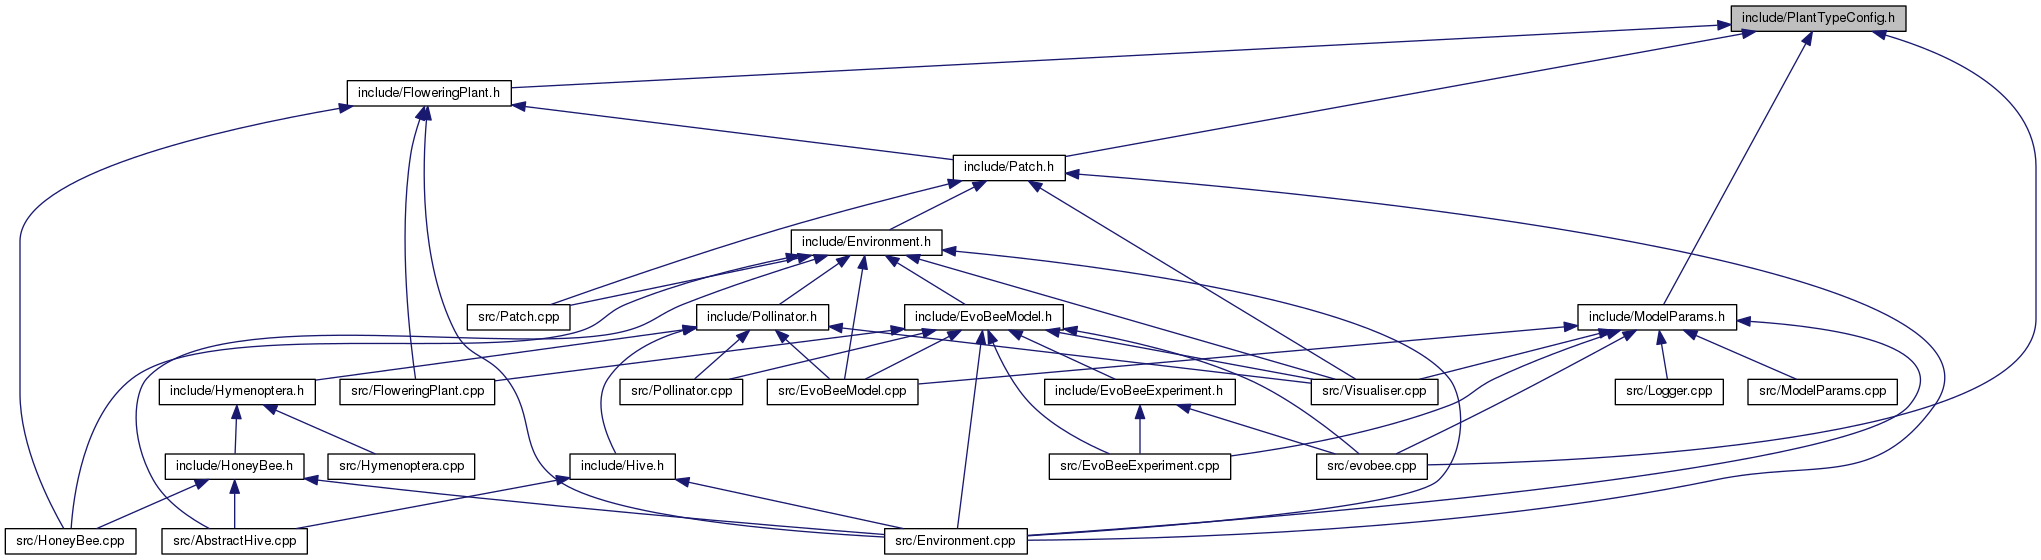 include/PlantTypeConfig.h
include/FloweringPlant.h
include/Patch.h
include/Environment.h
src/Patch.cpp
include/Pollinator.h
include/EvoBeeModel.h
include/ModelParams.h
include/Hymenoptera.h
src/FloweringPlant.cpp
src/Pollinator.cpp
src/EvoBeeModel.cpp
include/EvoBeeExperiment.h
src/Visualiser.cpp
src/Logger.cpp
src/ModelParams.cpp
include/HoneyBee.h
src/Hymenoptera.cpp
include/Hive.h
src/EvoBeeExperiment.cpp
src/evobee.cpp
src/HoneyBee.cpp
src/AbstractHive.cpp
src/Environment.cpp